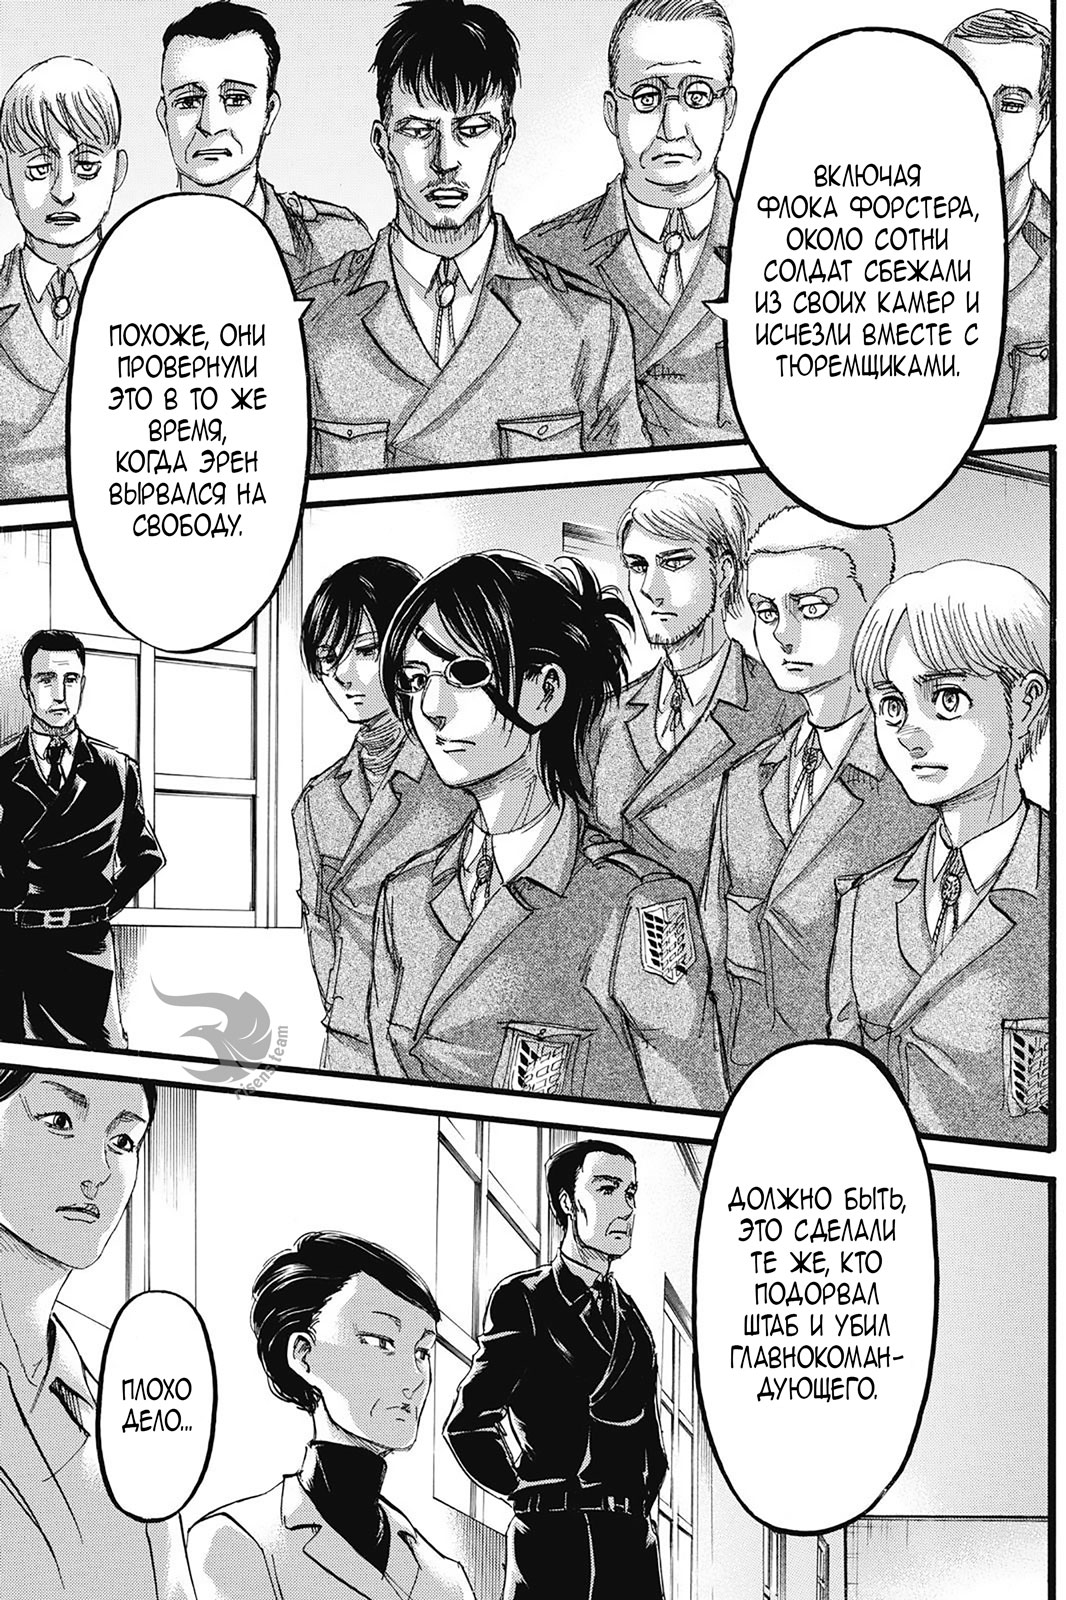 ВКЛЮЧАЯ
ФЛОКА ФОРСТЕРА,
ОКОЛО СОТНИ
СОЛДАТ СБЕЖАЛИ
ИЗ СВОИХ КАМЕР И
ИСЧЕЗЛИ ВМЕСТЕ С
ТЮРЕМЩИКАМИ.
ПОХОЖЕ, ОНИ
ПРОВЕРНУЛИ
ЭТО В ТО ЖЕ
ВРЕМЯ,
КОГДА ЭРЕН
ВЫРВАЛСЯ НА
СВОБОДУ.
risens team
ДОЛЖНО БЫТЬ,
ЭТО СДЕЛАЛИ
ТЕ ЖЕ, КТО
ПОДОРВАЛ
ШТАБ И УБИЛ
ГЛАВНОКОМАН-
ДУЮЩЕГО.
ПЛОХО
ДЕЛО...